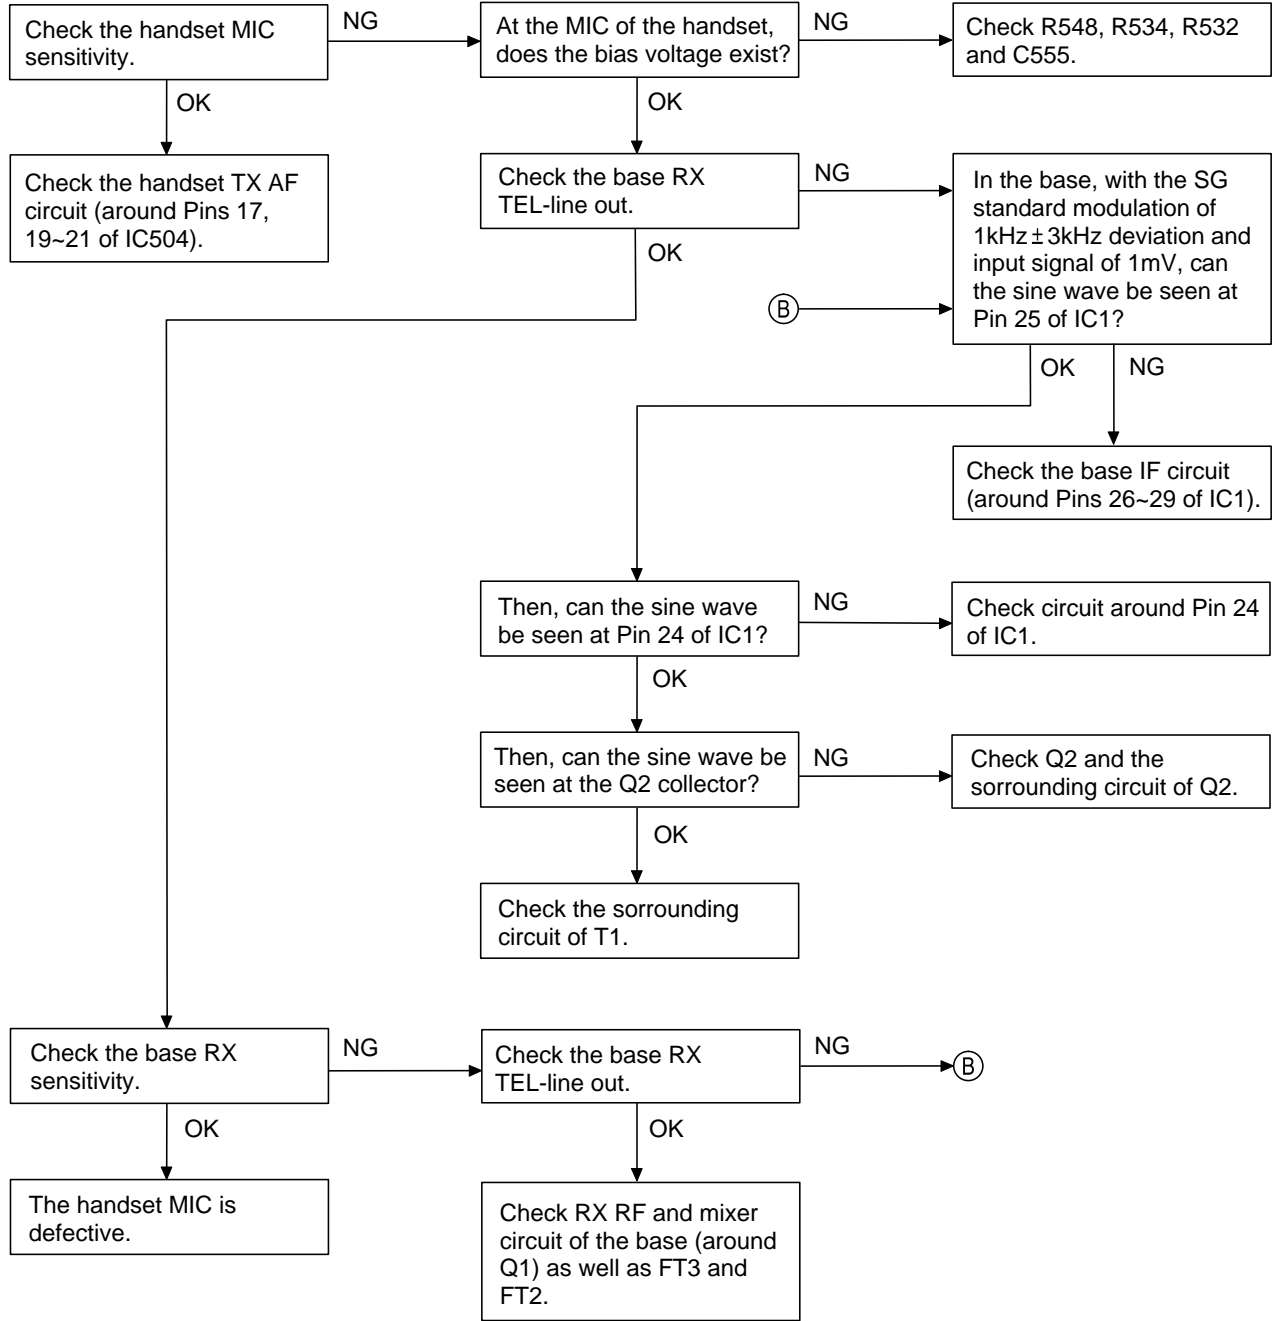 Check the handset MIC
sensitivity.
NG
At the MIC of the handset,
does the bias voltage exist?
NG
Check R548, R534, R532
and C555.
OK
OK
Check the handset TX AF
circuit (around Pins 17,
19~21 of IC504).
Check the base RX
TEL-line out.
NG
In the base, with the SG
standard modulation of
1kHz±3kHz deviation and
input signal of 1mV, can
the sine wave be seen at
Pin 25 of IC1?
OK
B
OK
NG
Check the base IF circuit
(around Pins 26~29 of IC1).
Then, can the sine wave
be seen at Pin 24 of IC1?
NG
Check circuit around Pin 24
of IC1.
OK
Then, can the sine wave be
seen at the Q2 collector?
NG
Check Q2 and the
sorrounding circuit of Q2.
OK
Check the sorrounding
circuit of T1.
Check the base RX
sensitivity.
NG
Check the base RX
TEL-line out.
NG
B
OK
OK
The handset MIC is
defective.
Check RX RF and mixer
circuit of the base (around
Q1) as well as FT3 and
FT2.